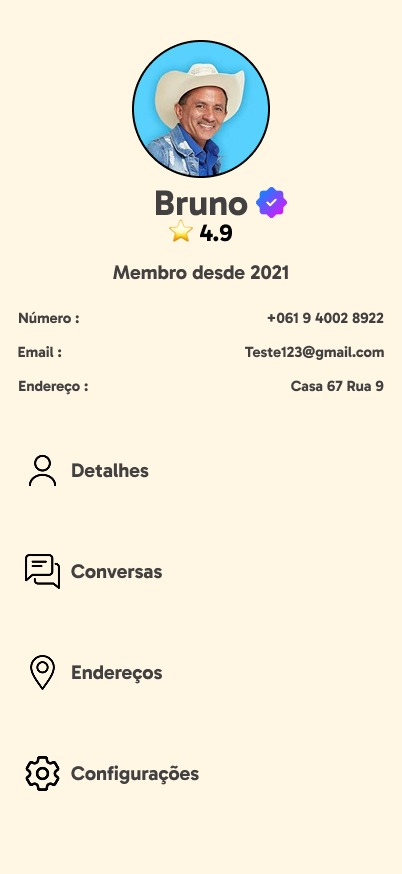 Bruno
4.9
Membro desde 2021
Número : +061 9 4002 8922
Email : Teste123@gmail.com
Endereço : Casa 67 Rua 9
Detalhes
Conversas
Endereços
Configurações